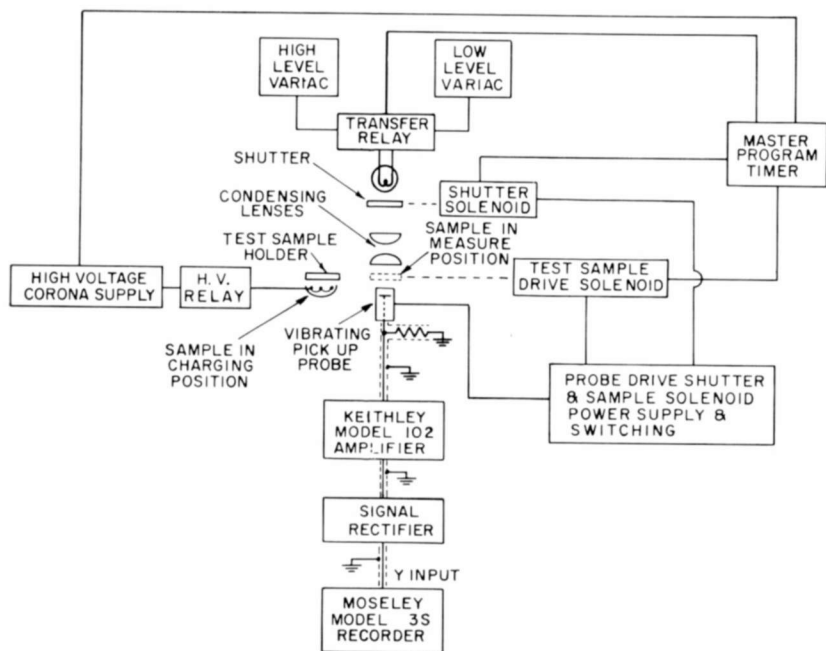 HIGH
LEVEL
VARIAC
LOW
LEVEL
VARIAC
TRANSFER
RELAY
MASTER
PROGRAM
TIMER
SHUTTER
SHUTTER
SOLENOID
CONDENSING
LENSES
SAMPLE IN
MEASURE
POSITION
TEST SAMPLE
HOLDER
HIGH VOLTAGE
CORONA SUPPLY
H. V.
RELAY
TEST SAMPLE
DRIVE SOLENOID
SAMPLE IN
CHARGING
POSITION
VIBRATING
PICK UP
PROBE
PROBE DRIVE SHUTTER
& SAMPLE SOLENOID
POWER SUPPLY &
SWITCHING
KEITHLEY
MODEL 102
AMPLIFIER
SIGNAL
RECTIFIER
Y INPUT
MOSELEY
MODEL 3S
RECORDER